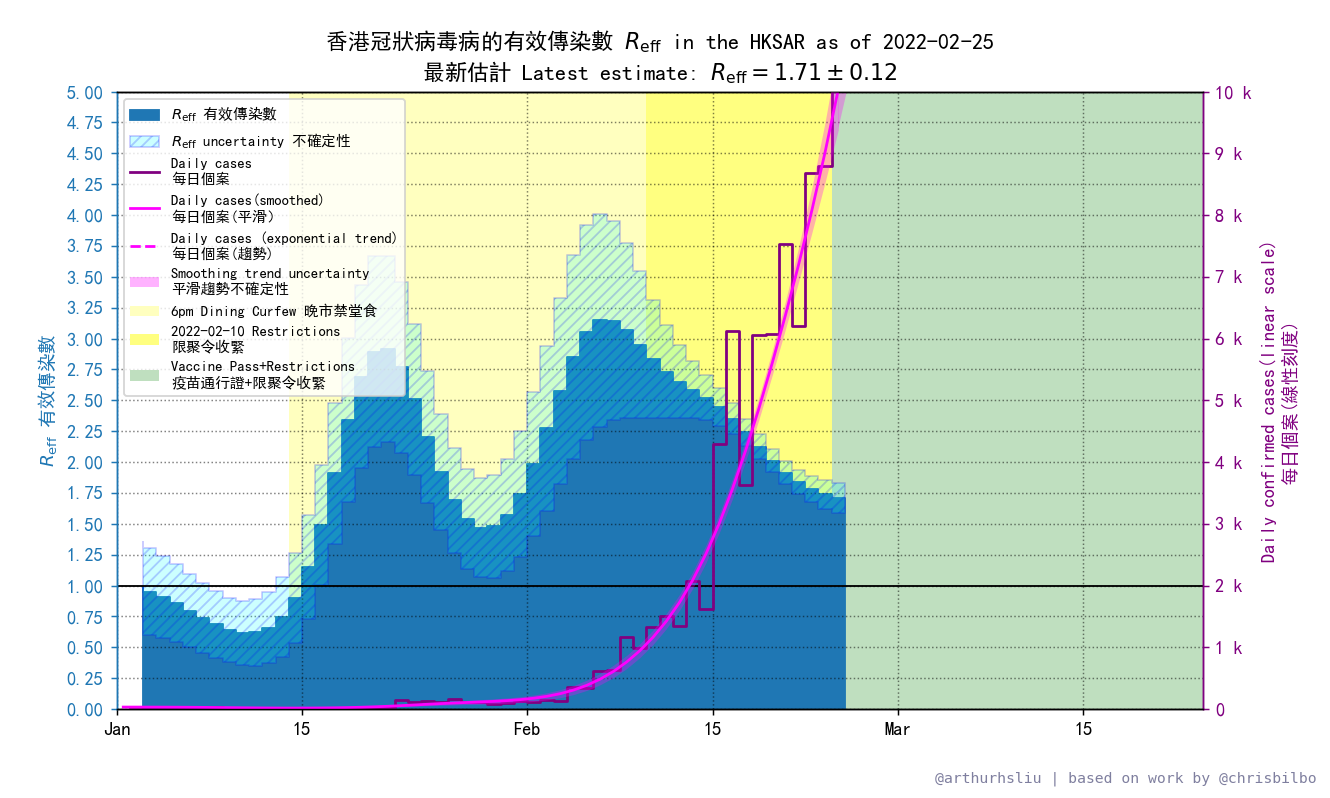 香港冠狀病毒病的有效傳染數 Reff in the HKSAR as of 2022-02-25
最新估計 Latest estimate: Reff = 1.71 ± 0.12
Reff 有效傳染數
Reff uncertainty 不確定性
Daily cases
每日個案
Daily cases(smoothed)
每日個案(平滑)
Daily cases (exponential trend)
每日個案(趨勢)
Smoothing trend uncertainty
平滑趨勢不確定性
6pm Dining Curfew 晚市禁堂食
2022-02-10 Restrictions
限聚令收緊
Vaccine Pass+Restrictions
疫苗通行證+限聚令收緊
5.00
4.75
4.50
4.25
4.00
3.75
3.50
3.25
3.00
2.75
2.50
2.25
2.00
1.75
1.50
1.25
1.00
0.75
0.50
0.25
0.00
Reff 有效傳染數
10 k
9 k
8 k
7 k
6 k
5 k
4 k
3 k
2 k
1 k
0
Daily confirmed cases(linear scale)
每日個案(線性刻度)
Jan
15
Feb
15
Mar
15
@arthurhsliu | based on work by @chrisbilbo